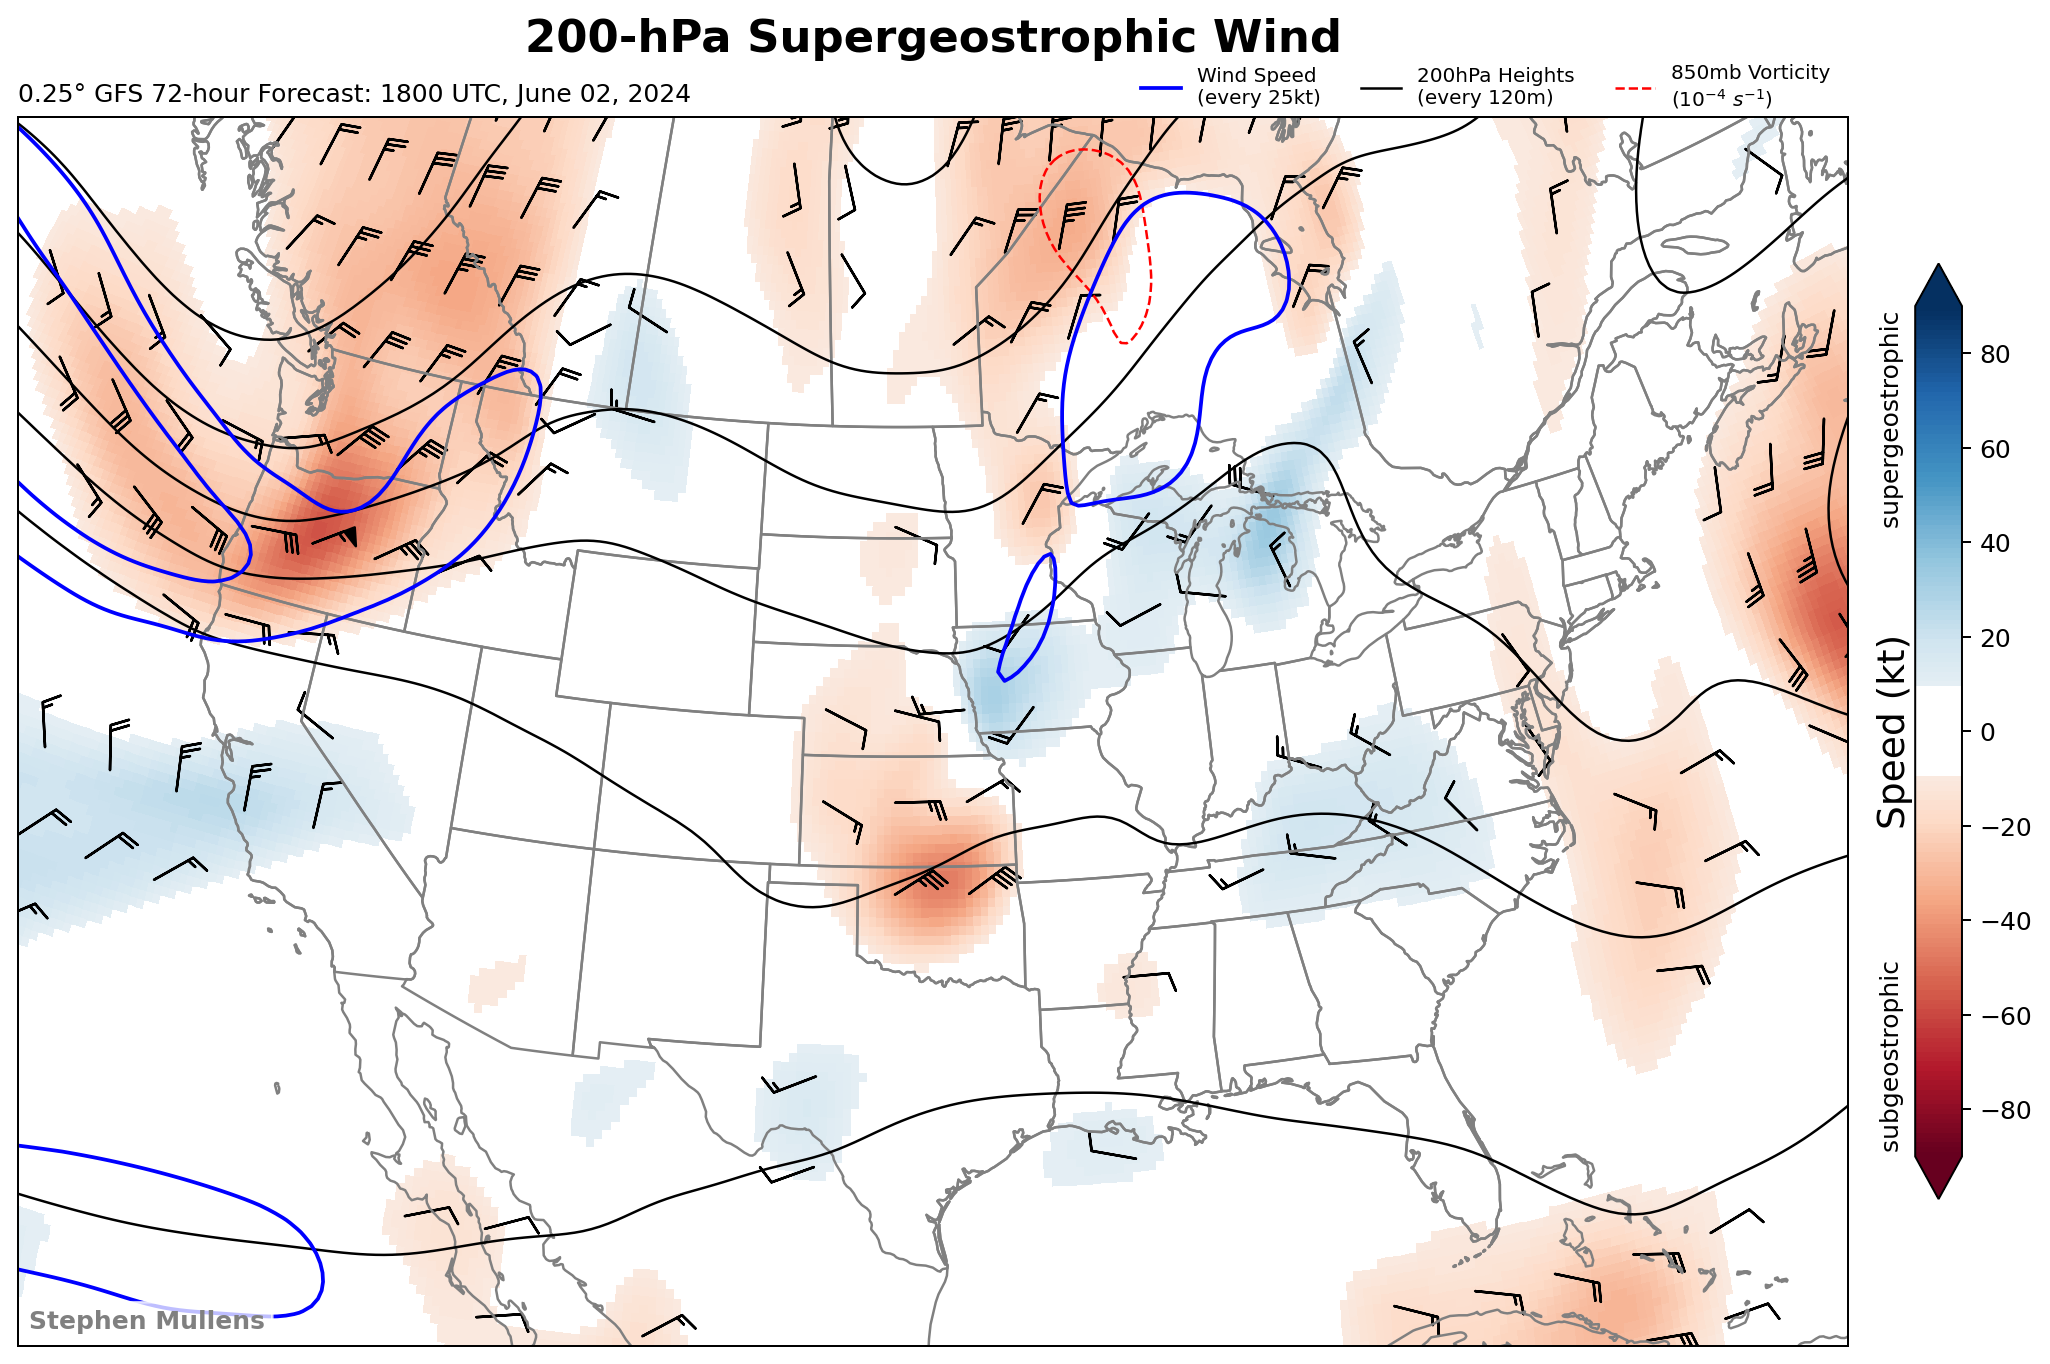 200-hPa Supergeostrophic Wind
0.25° GFS 72-hour Forecast: 1800 UTC, June 02, 2024
Wind Speed
(every 25kt)
200hPa Heights
(every 120m)
850mb Vorticity
(10⁻⁴ s⁻¹)
supergeostrophic
Speed (kt)
subgeostrophic
80
60
40
20
0
−20
−40
−60
−80
Stephen Mullens